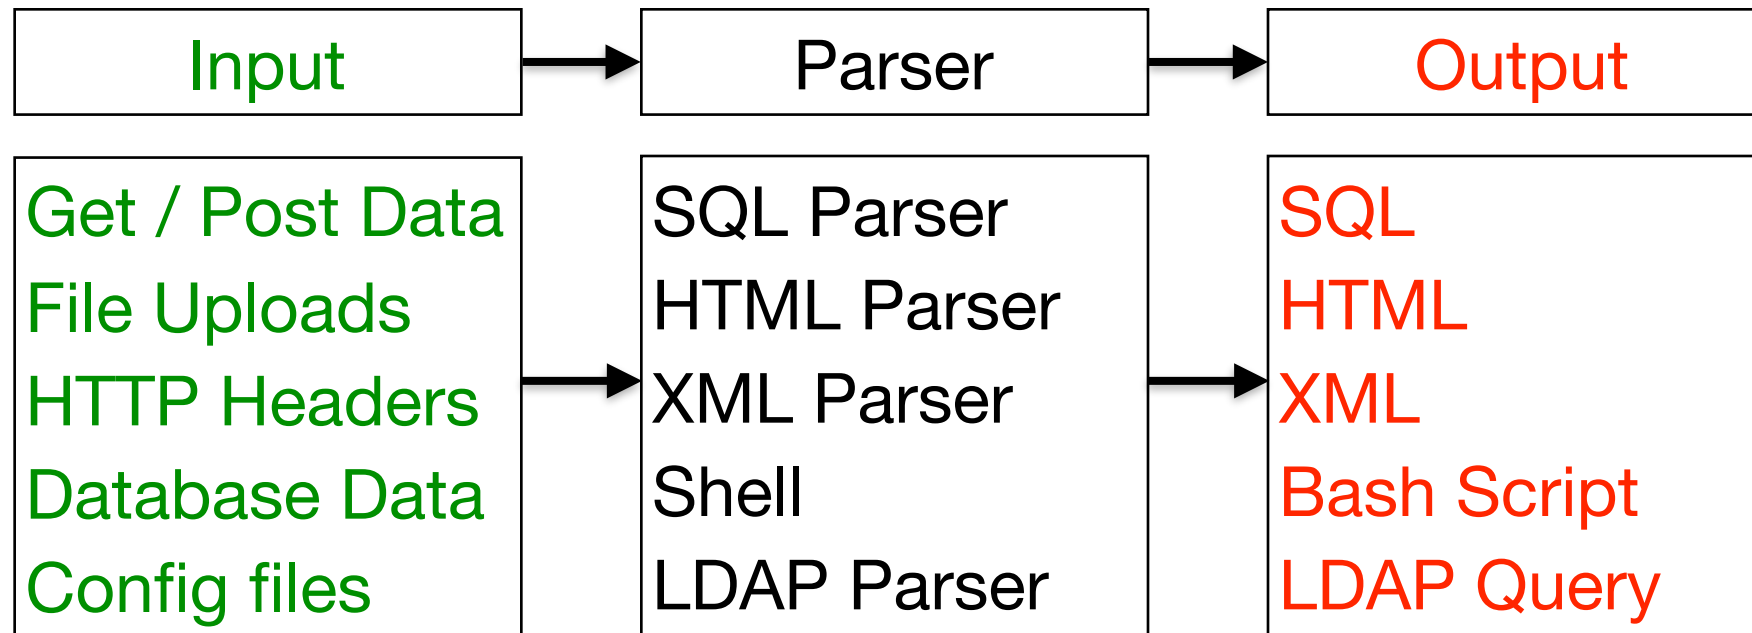 Input
Parser
Output
Get / Post Data
File Uploads
HTTP Headers
Database Data
Config files
SQL Parser
HTML Parser
XML Parser
Shell
LDAP Parser
SQL
HTML
XML
Bash Script
LDAP Query